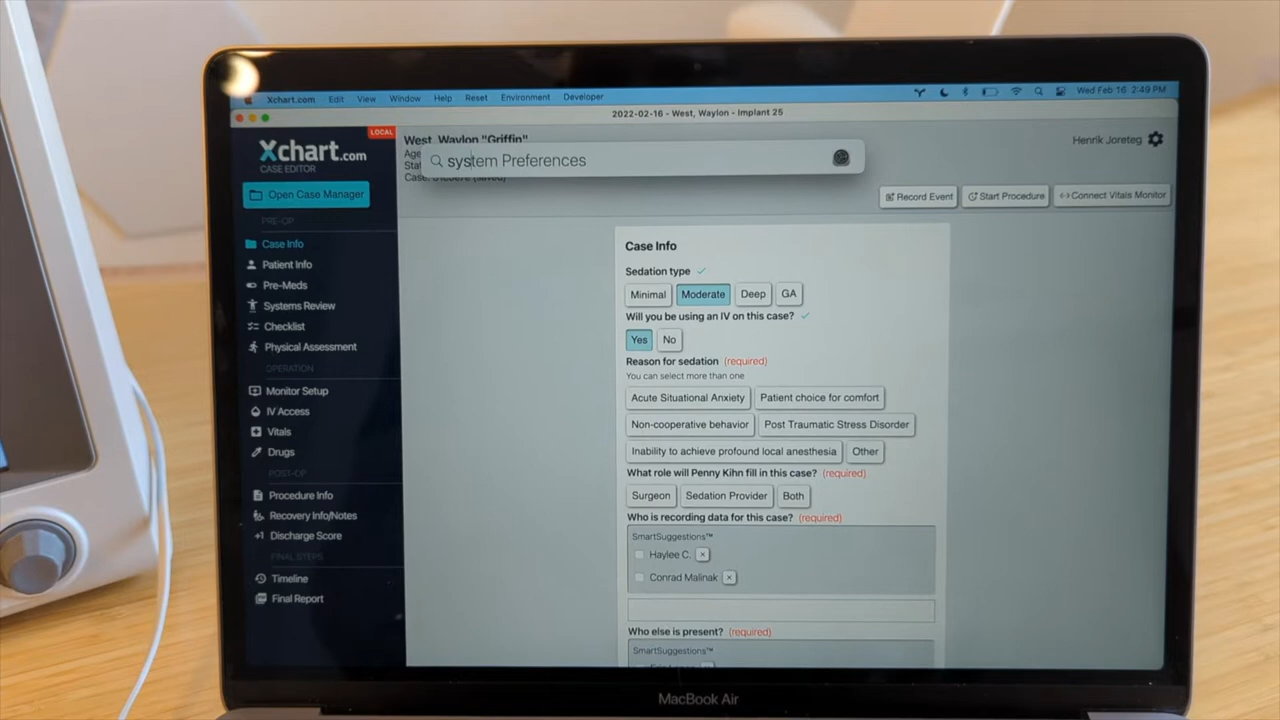 Xchart.com Edit View Window Help Reset Environment Developer Wed Feb 16 2:49 PM
2022-02-16 - West, Waylon - Implant 25
LOCAL
Xchart.com
CASE EDITOR
Open Case Manager
PRE-OP
Case Info
Patient Info
Pre-Meds
Systems Review
Checklist
Physical Assessment
OPERATION
Monitor Setup
IV Access
Vitals
Drugs
POST-OP
Procedure Info
Recovery Info/Notes
+1 Discharge Score
FINAL STEPS
Timeline
Final Report
West, Waylon "Griffin"
Age
Stat
Case:
system Preferences
Henrik Joreteg
Record Event Start Procedure Connect Vitals Monitor
Case Info
Sedation type
Minimal Moderate Deep GA
Will you be using an IV on this case?
Yes No
Reason for sedation (required)
You can select more than one
Acute Situational Anxiety Patient choice for comfort
Non-cooperative behavior Post Traumatic Stress Disorder
Inability to achieve profound local anesthesia Other
What role will Penny Kihn fill in this case? (required)
Surgeon Sedation Provider Both
Who is recording data for this case? (required)
SmartSuggestions™
Haylee C. ×
Conrad Malinak ×
Who else is present? (required)
SmartSuggestions™
MacBook Air